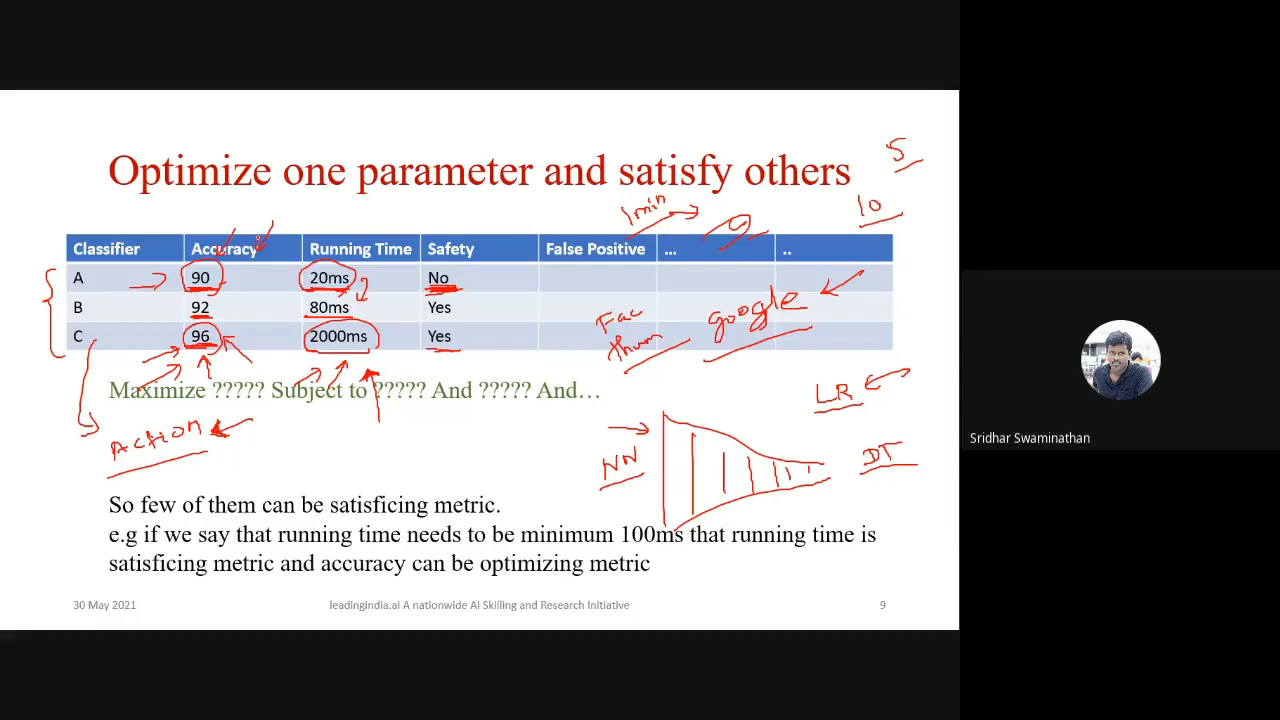 Optimize one parameter and satisfy others
5
10
1min
Classifier Accuracy Running Time Safety False Positive ... ..
A 90 20ms No
B 92 80ms Yes
C 96 2000ms Yes
google
Maximize ????? Subject to ????? And ????? And...
LR
Action
NN
DT
So few of them can be satisficing metric.
e.g if we say that running time needs to be minimum 100ms that running time is
satisficing metric and accuracy can be optimizing metric
30 May 2021 leadingindia.ai A nationwide AI Skilling and Research Initiative 9
Sridhar Swaminathan